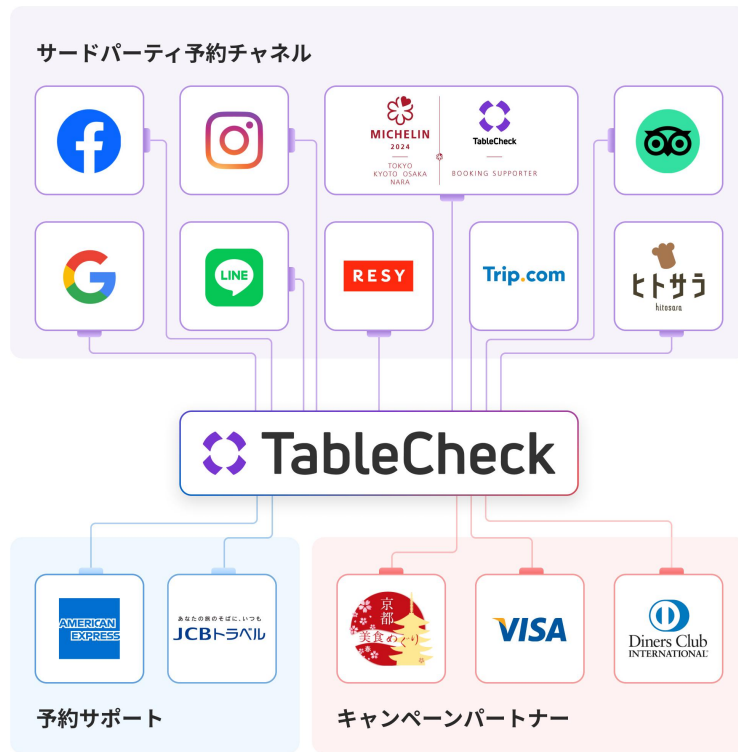 サードパーティ予約チャネル
MICHELIN
2024
TOKYO
KYOTO OSAKA
NARA
TableCheck
BOOKING SUPPORTER
LINE
RESY
Trip.com
ヒトサラ
hitosara
TableCheck
AMERICAN
EXPRESS
あなたの旅のそばに、いつも
JCBトラベル
京都
美食めぐり
VISA
Diners Club
INTERNATIONAL
予約サポート
キャンペーンパートナー